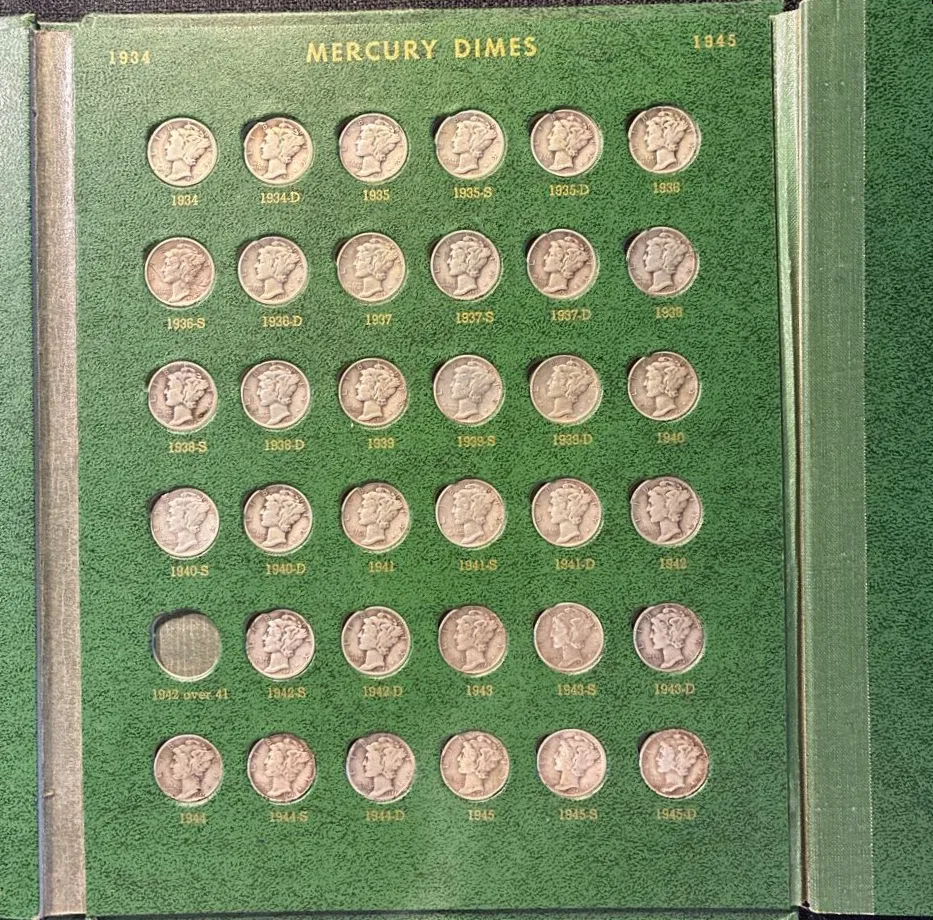 1934 MERCURY DIMES 1945
1934 1934-D 1935 1935-S 1935-D 1936
1936-S 1936-D 1937 1937-S 1937-D 1938
1938-S 1938-D 1939 1939-S 1939-D 1940
1940-S 1940-D 1941 1941-S 1941-D 1942
1942 over 41 1942-S 1942-D 1943 1943-S 1943-D
1944 1944-S 1944-D 1945 1945-S 1945-D